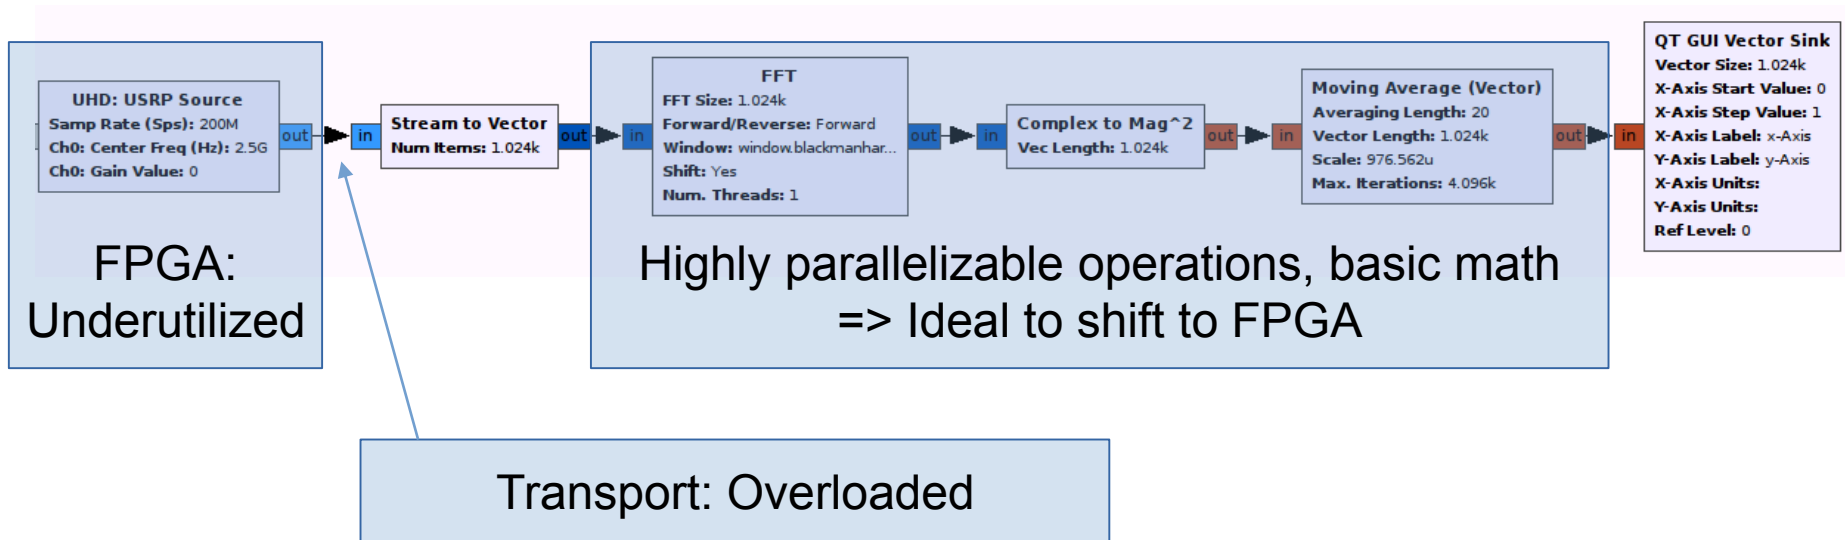 UHD: USRP Source
Samp Rate (Sps): 200M
Ch0: Center Freq (Hz): 2.5G
Ch0: Gain Value: 0
out
in
Stream to Vector
Num Items: 1.024k
out
in
FFT
FFT Size: 1.024k
Forward/Reverse: Forward
Window: window.blackmanhar...
Shift: Yes
Num. Threads: 1
out
in
Complex to Mag^2
Vec Length: 1.024k
out
in
Moving Average (Vector)
Averaging Length: 20
Vector Length: 1.024k
Scale: 976.562u
Max. Iterations: 4.096k
out
in
QT GUI Vector Sink
Vector Size: 1.024k
X-Axis Start Value: 0
X-Axis Step Value: 1
X-Axis Label: x-Axis
Y-Axis Label: y-Axis
X-Axis Units:
Y-Axis Units:
Ref Level: 0
FPGA:
Underutilized
Highly parallelizable operations, basic math
=> Ideal to shift to FPGA
Transport: Overloaded